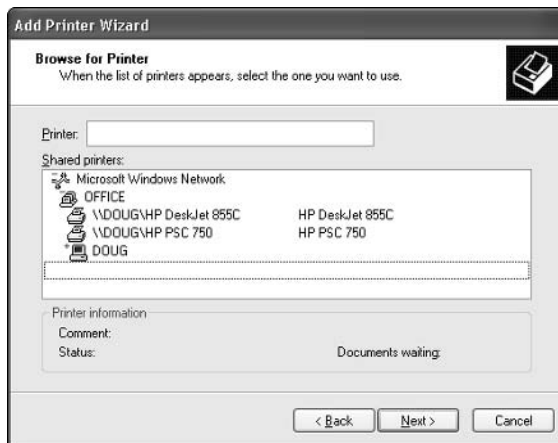 Add Printer Wizard
Browse for Printer
When the list of printers appears, select the one you want to use.
Printer:
Shared printers:
Microsoft Windows Network
OFFICE
\\DOUG\HP DeskJet 855C HP DeskJet 855C
\\DOUG\HP PSC 750 HP PSC 750
DOUG
Printer information
Comment:
Status: Documents waiting:
< Back Next > Cancel